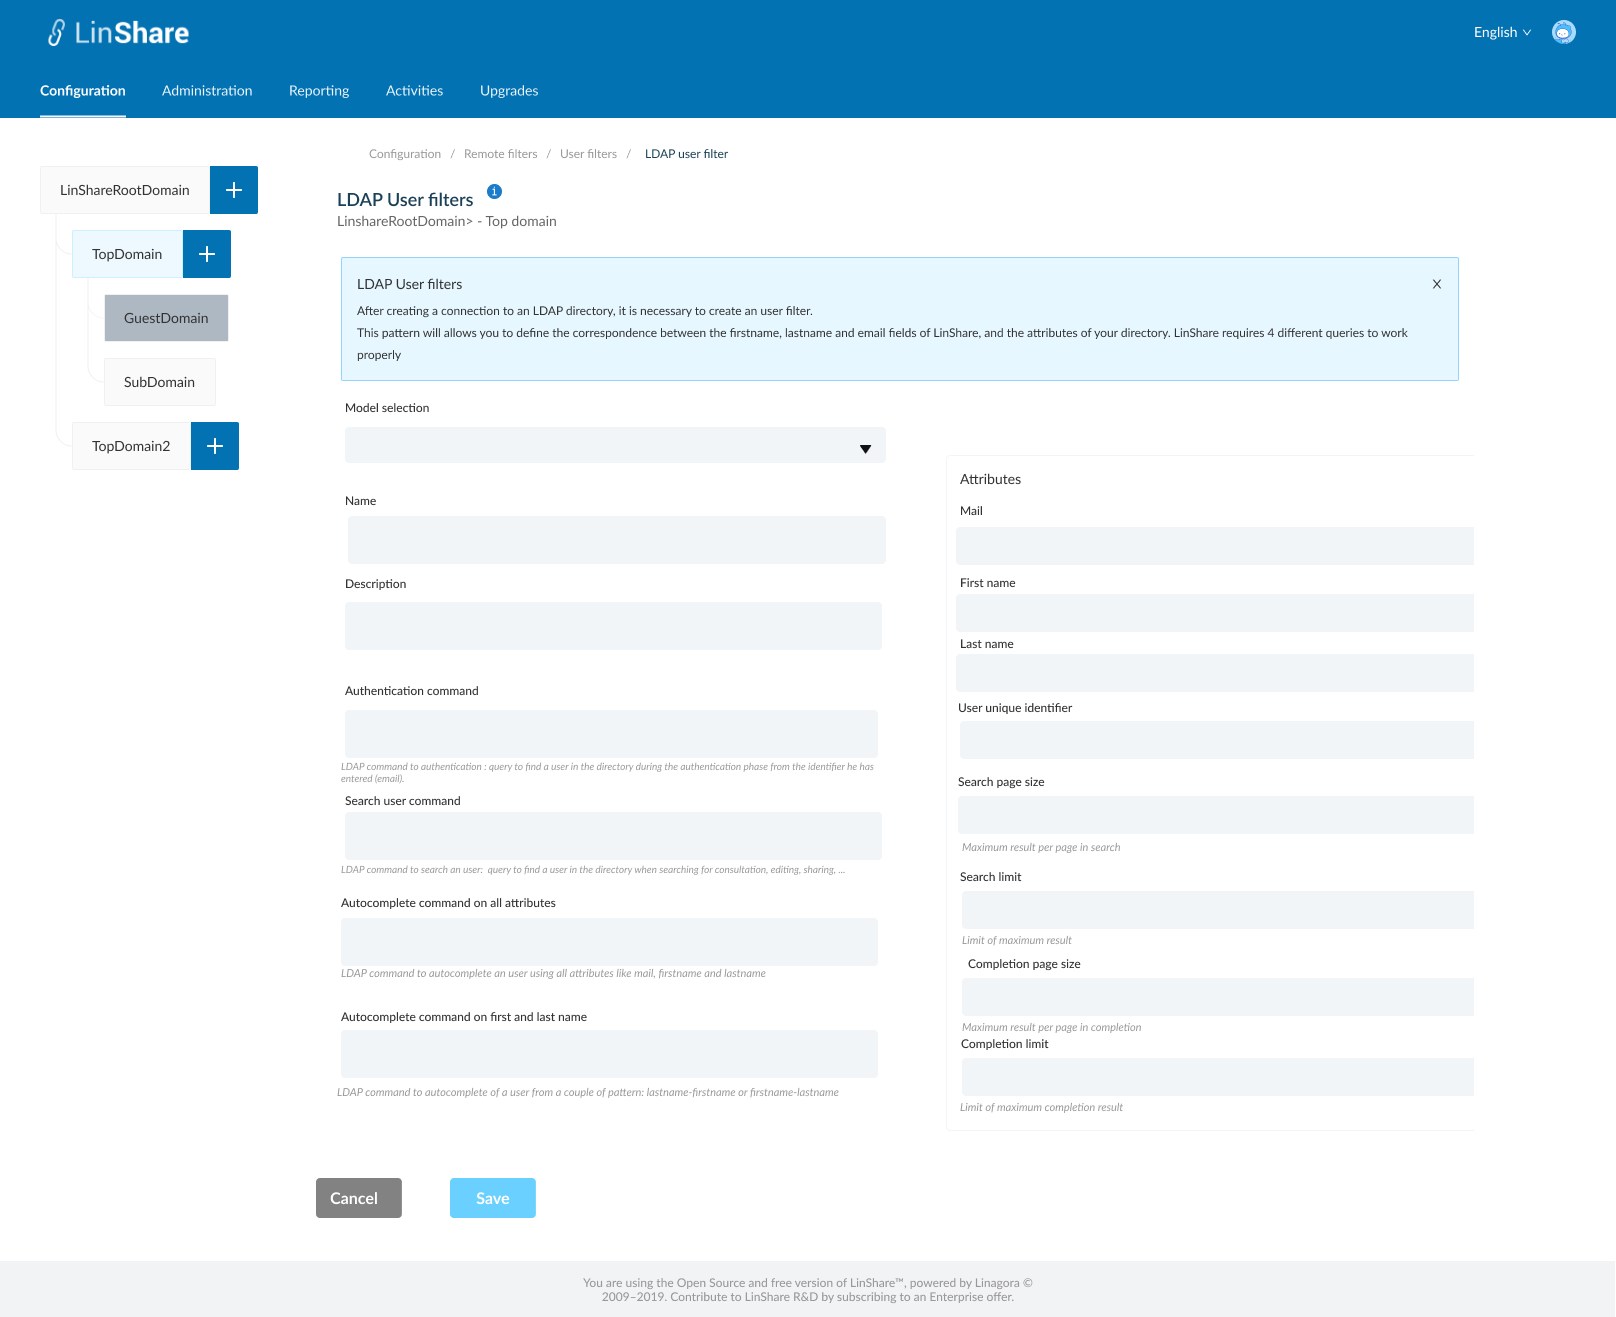 LinShare
English
Configuration
Administration
Reporting
Activities
Upgrades
Configuration / Remote filters / User filters / LDAP user filter
LinShareRootDomain
TopDomain
GuestDomain
SubDomain
TopDomain2
LDAP User filters
LinshareRootDomain> - Top domain
LDAP User filters
After creating a connection to an LDAP directory, it is necessary to create an user filter.
This pattern will allows you to define the correspondence between the firstname, lastname and email fields of LinShare, and the attributes of your directory. LinShare requires 4 different queries to work
properly
Model selection
Name
Description
Authentication command
LDAP command to authentication : query to find a user in the directory during the authentication phase from the identifier he has
entered (email).
Search user command
LDAP command to search an user: query to find a user in the directory when searching for consultation, editing, sharing, ...
Autocomplete command on all attributes
LDAP command to autocomplete an user using all attributes like mail, firstname and lastname
Autocomplete command on first and last name
LDAP command to autocomplete of a user from a couple of pattern: lastname-firstname or firstname-lastname
Attributes
Mail
First name
Last name
User unique identifier
Search page size
Maximum result per page in search
Search limit
Limit of maximum result
Completion page size
Maximum result per page in completion
Completion limit
Limit of maximum completion result
Cancel
Save
You are using the Open Source and free version of LinShare™, powered by Linagora ©
2009–2019. Contribute to LinShare R&D by subscribing to an Enterprise offer.